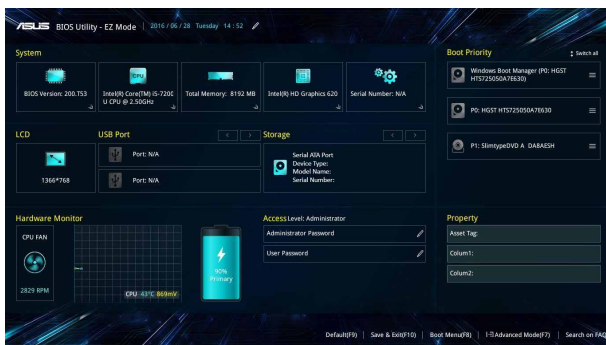 ASUS BIOS Utility - EZ Mode 2016/06/28 Tuesday 14:52
System
BIOS Version: 200.T53
CPU
Intel(R) Core(TM) i5-7200
U CPU @ 2.50GHz
Total Memory: 8192 MB
Intel(R) HD Graphics 620
Serial Number: N/A
Boot Priority
Switch all
Windows Boot Manager (P0: HGST
HTS725050A7E630)
P0: HGST HTS725050A7E630
P1: SlimtypeDVD A DA8AESH
LCD
1366*768
USB Port
Port: N/A
Port: N/A
Storage
Serial ATA Port
Device Type:
Model Name:
Serial Number:
Hardware Monitor
CPU FAN
2829 RPM
CPU 43°C 869mV
90%
Primary
Access Level: Administrator
Administrator Password
User Password
Property
Asset Tag:
Colum1:
Colum2:
Default(F9) | Save & Exit(F10) | Boot Menu(F8) | Advanced Mode(F7) | Search on FAQ